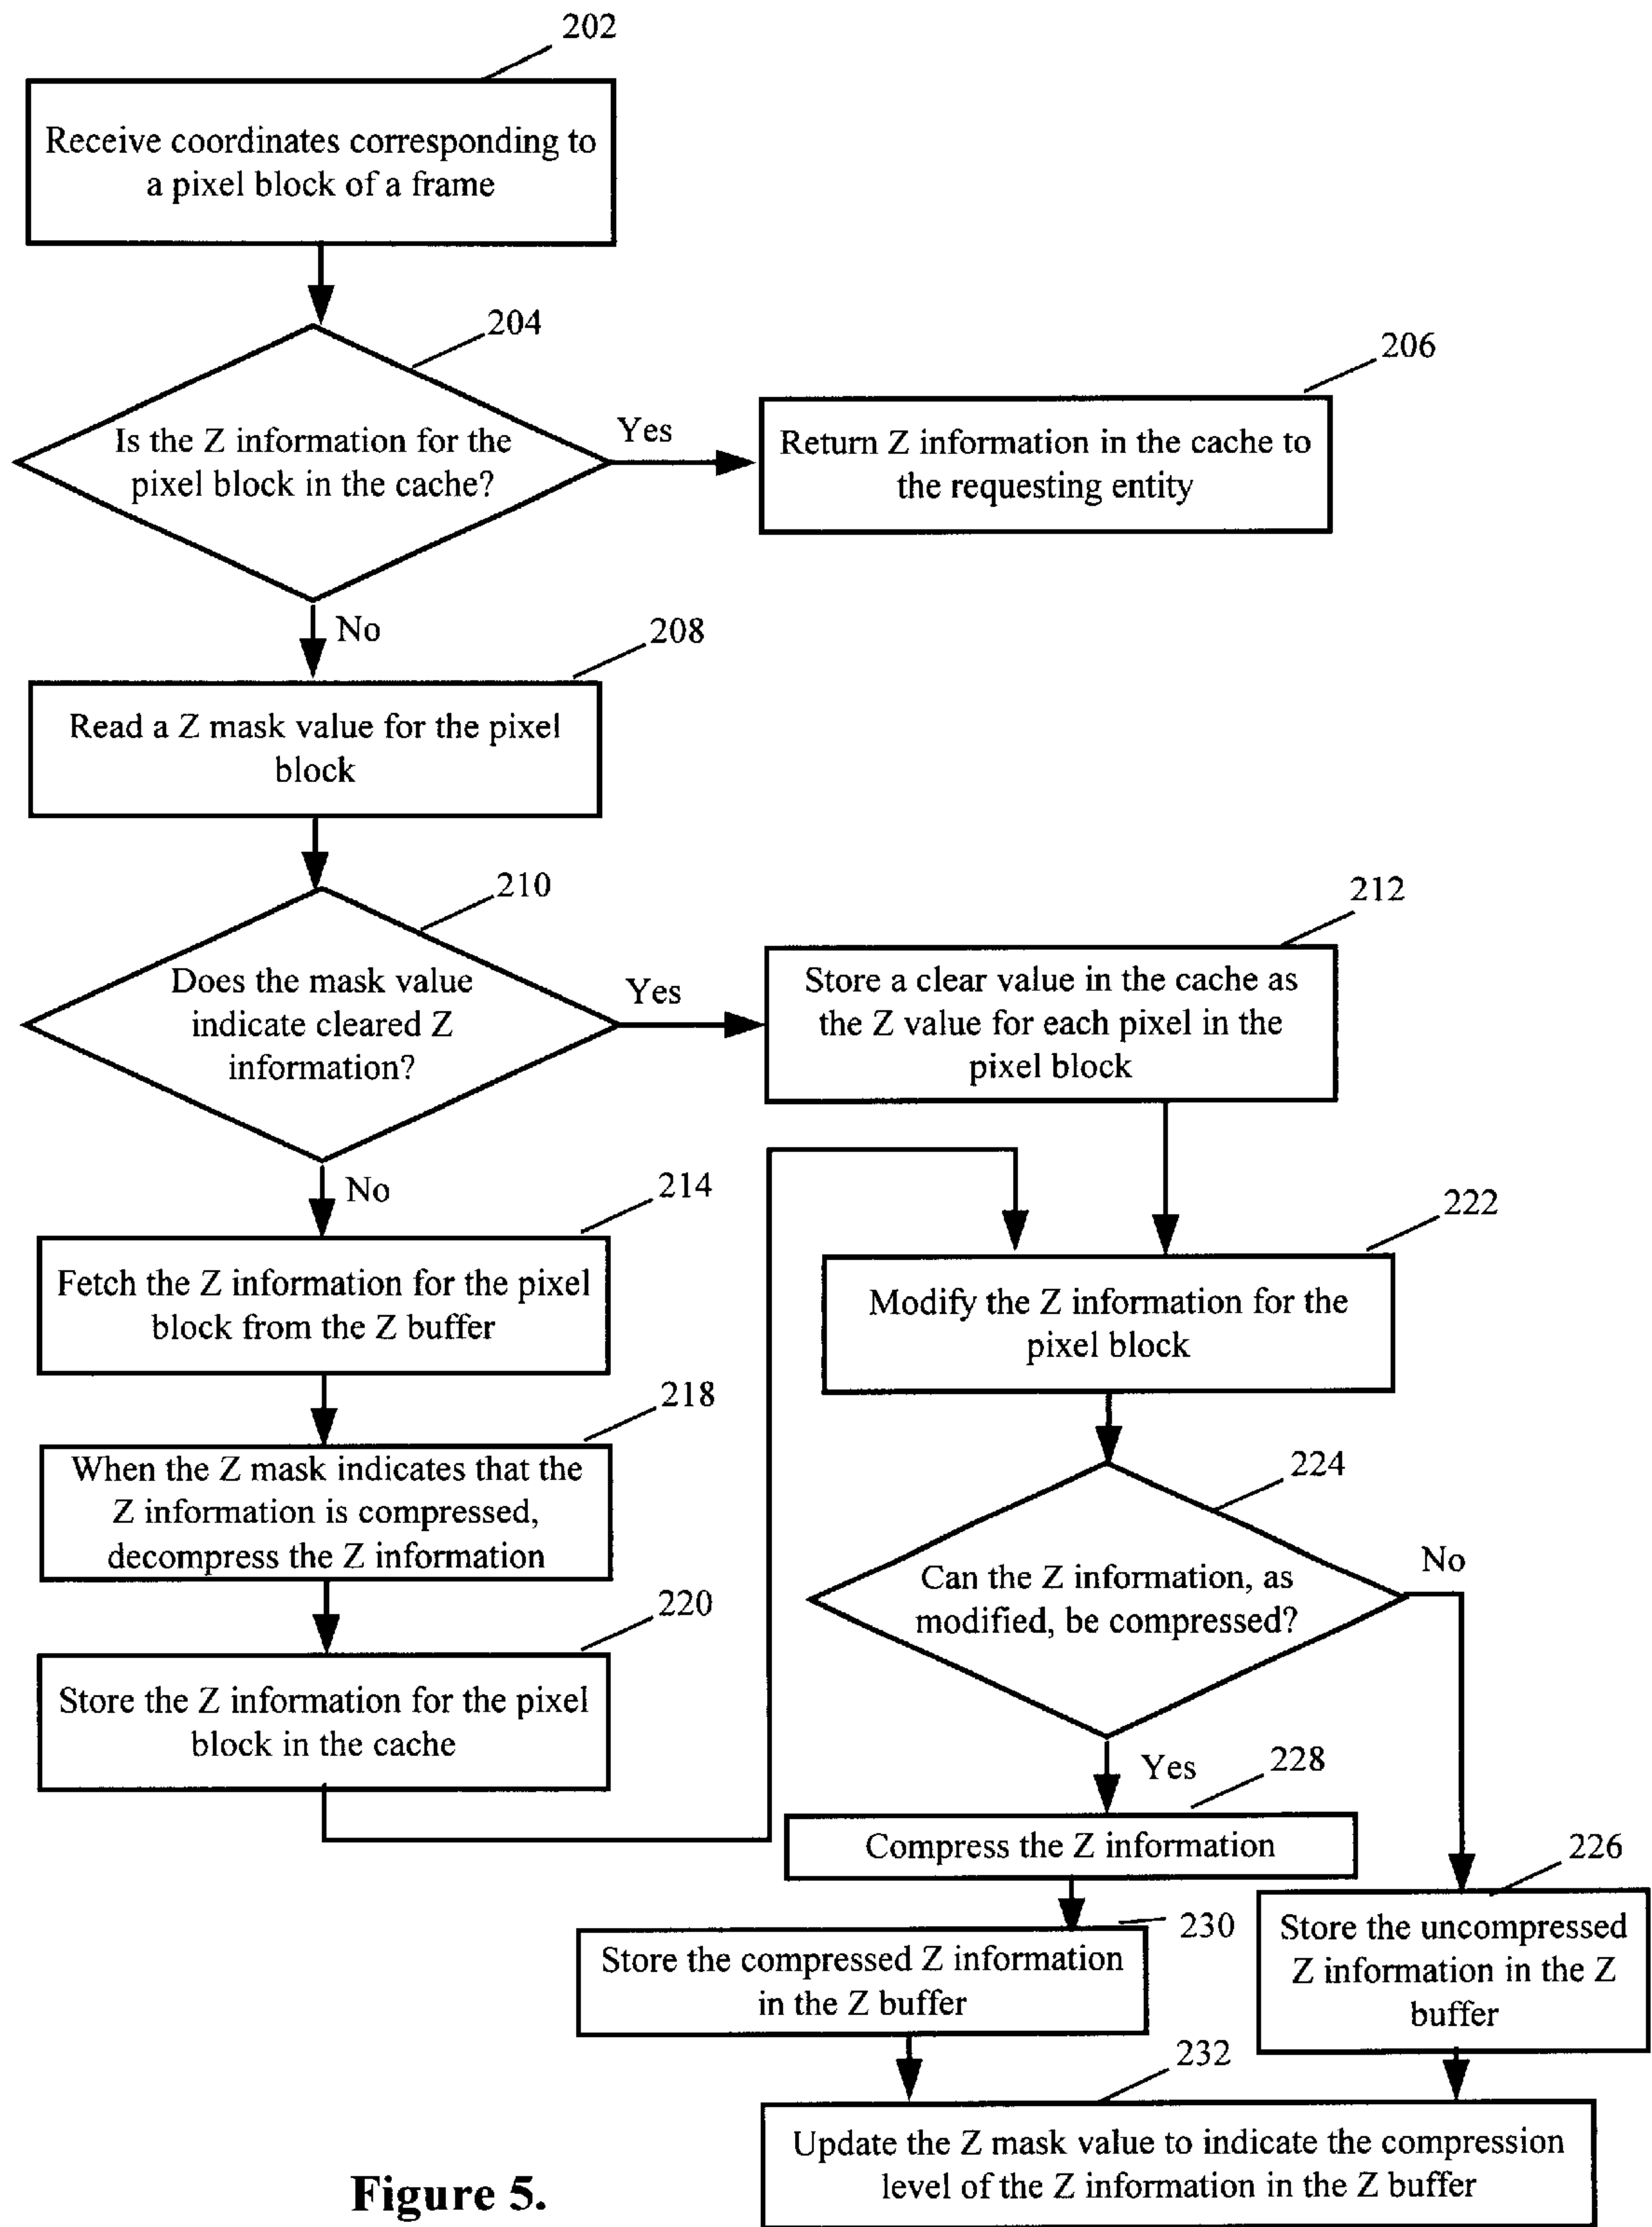 202
Receive coordinates corresponding to
a pixel block of a frame
204
206
Is the Z information for the
pixel block in the cache?
Yes
Return Z information in the cache to
the requesting entity
No
208
Read a Z mask value for the pixel
block
210
212
Does the mask value
indicate cleared Z
information?
Yes
Store a clear value in the cache as
the Z value for each pixel in the
pixel block
No
214
222
Fetch the Z information for the pixel
block from the Z buffer
Modify the Z information for the
pixel block
218
When the Z mask indicates that the
Z information is compressed,
decompress the Z information
224
Can the Z information, as
modified, be compressed?
No
220
Store the Z information for the pixel
block in the cache
Yes
228
Compress the Z information
226
230
Store the compressed Z information
in the Z buffer
Store the uncompressed
Z information in the Z
buffer
232
Update the Z mask value to indicate the compression
level of the Z information in the Z buffer
Figure 5.